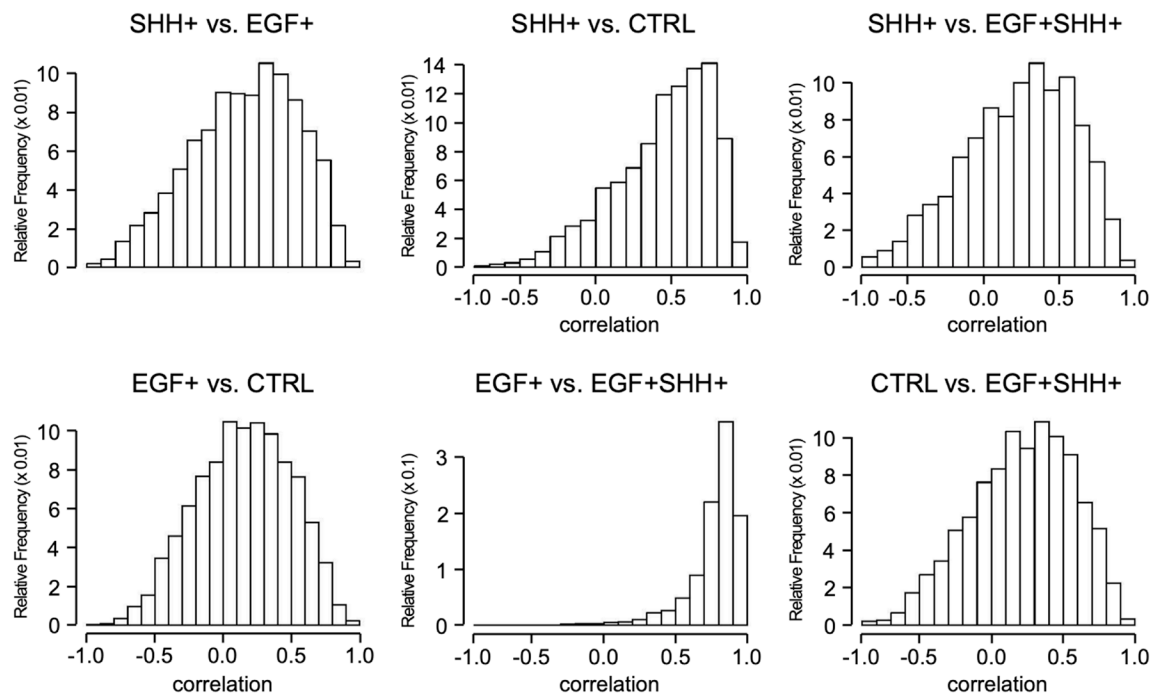 SHH+ vs. EGF+
Relative Frequency (x 0.01)
10
8
6
4
2
0
SHH+ vs. CTRL
Relative Frequency (x 0.01)
14
12
10
8
6
4
2
0
-1.0 -0.5 0.0 0.5 1.0
correlation
SHH+ vs. EGF+SHH+
Relative Frequency (x 0.01)
10
8
6
4
2
0
-1.0 -0.5 0.0 0.5 1.0
correlation
EGF+ vs. CTRL
Relative Frequency (x 0.01)
10
8
6
4
2
0
-1.0 -0.5 0.0 0.5 1.0
correlation
EGF+ vs. EGF+SHH+
Relative Frequency (x 0.1)
3
2
1
0
-1.0 -0.5 0.0 0.5 1.0
correlation
CTRL vs. EGF+SHH+
Relative Frequency (x 0.01)
10
8
6
4
2
0
-1.0 -0.5 0.0 0.5 1.0
correlation